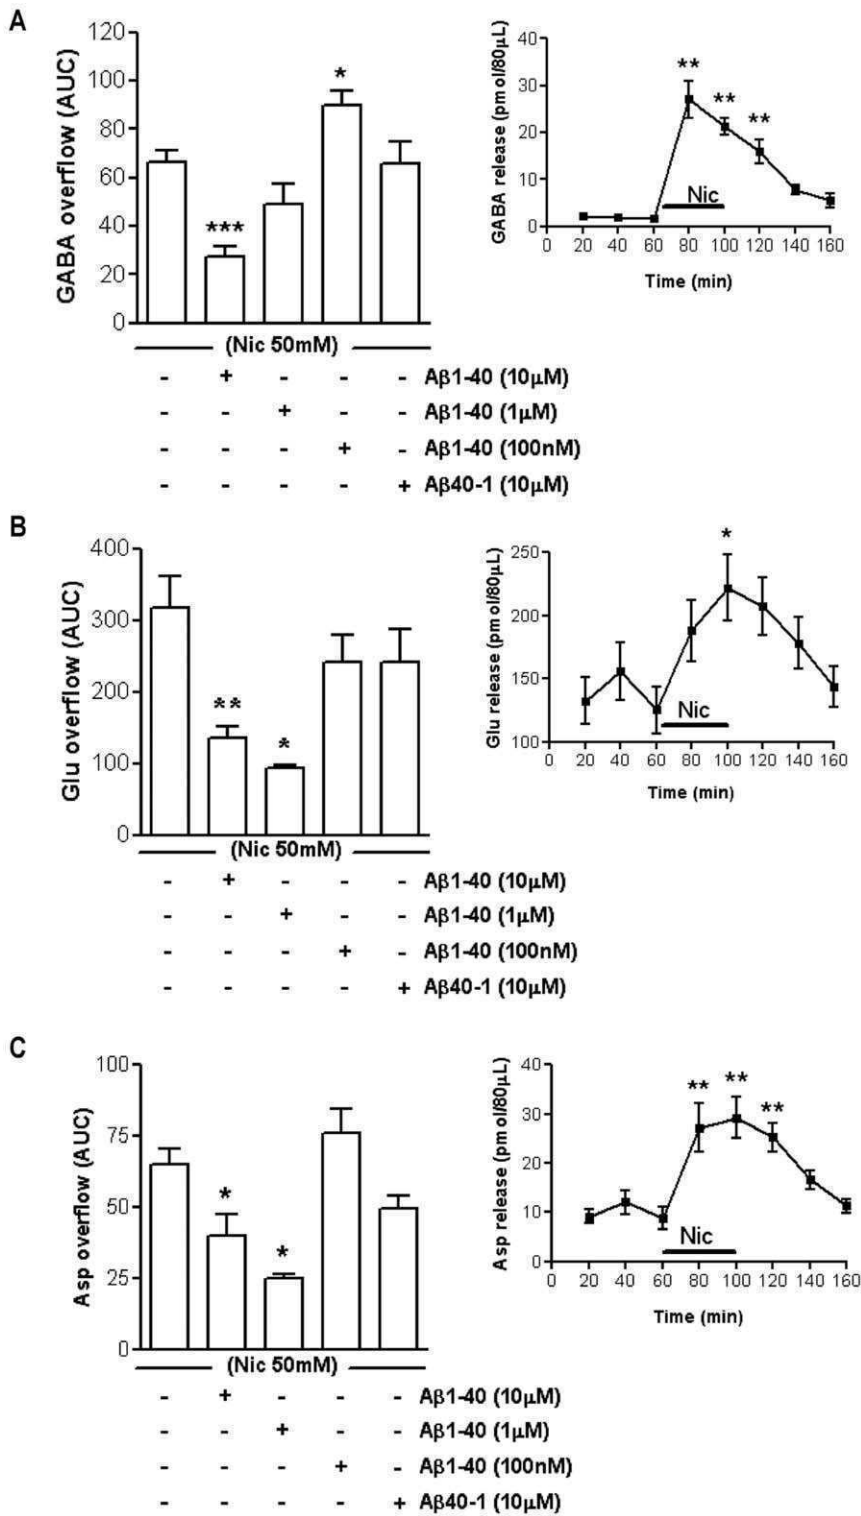 A
GABA overflow (AUC)
120
100
80
60
40
20
0
***
*
(Nic 50mM)
- + - - - Aβ1-40 (10μM)
- - + - - Aβ1-40 (1μM)
- - - + - Aβ1-40 (100nM)
- - - - + Aβ40-1 (10μM)
GABA release (pmol/80μL)
40
30
20
10
0
** ** **
Nic
0 20 40 60 80 100 120 140 160
Time (min)
B
Glu overflow (AUC)
400
300
200
100
0
**
*
(Nic 50mM)
- + - - - Aβ1-40 (10μM)
- - + - - Aβ1-40 (1μM)
- - - + - Aβ1-40 (100nM)
- - - - + Aβ40-1 (10μM)
Glu release (pmol/80μL)
250
200
150
100
*
Nic
0 20 40 60 80 100 120 140 160
Time (min)
C
Asp overflow (AUC)
100
75
50
25
0
*
*
(Nic 50mM)
- + - - - Aβ1-40 (10μM)
- - + - - Aβ1-40 (1μM)
- - - + - Aβ1-40 (100nM)
- - - - + Aβ40-1 (10μM)
Asp release (pmol/80μL)
40
30
20
10
0
** ** **
Nic
0 20 40 60 80 100 120 140 160
Time (min)